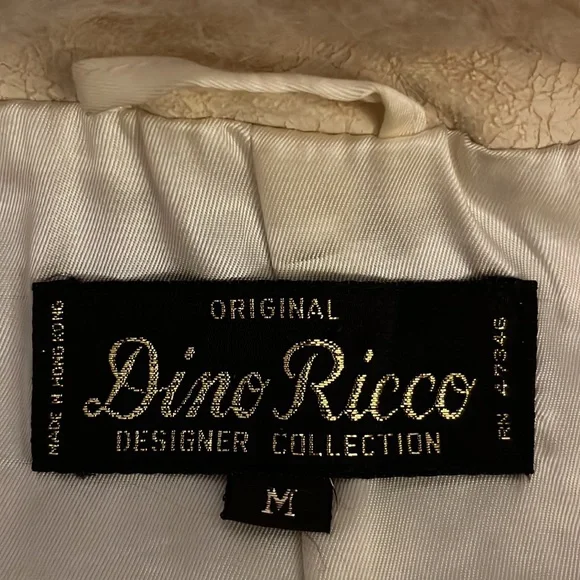 ORIGINAL
Dino Ricco
DESIGNER COLLECTION
MADE IN HONG KONG
RN 47346
M